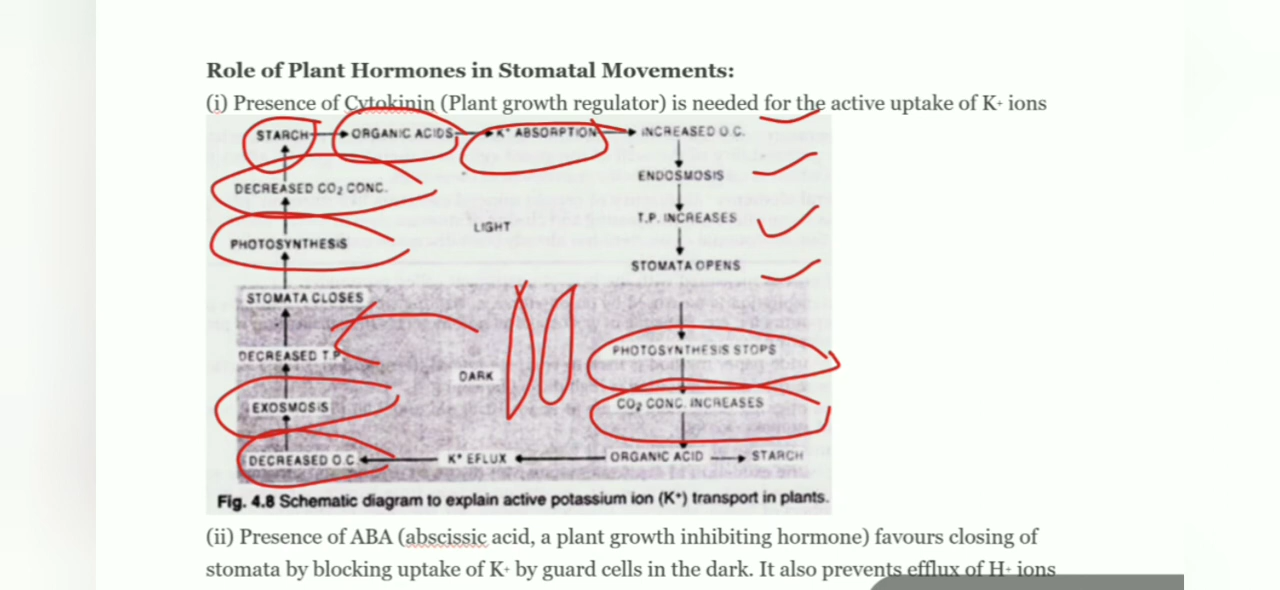 Role of Plant Hormones in Stomatal Movements:
(i) Presence of Cytokinin (Plant growth regulator) is needed for the active uptake of K+ ions
STARCH → ORGANIC ACIDS → K+ ABSORPTION → INCREASED O.C.
ENDOSMOSIS
DECREASED CO₂ CONC.
T.P. INCREASES
LIGHT
PHOTOSYNTHESIS
STOMATA OPENS
STOMATA CLOSES
PHOTOSYNTHESIS STOPS
DECREASED T.P.
DARK
CO₂ CONC. INCREASES
EXOSMOSIS
DECREASED O.C ← K+ EFLUX ← ORGANIC ACID → STARCH
Fig. 4.8 Schematic diagram to explain active potassium ion (K+) transport in plants.
(ii) Presence of ABA (abscissic acid, a plant growth inhibiting hormone) favours closing of
stomata by blocking uptake of K+ by guard cells in the dark. It also prevents efflux of H+ ions